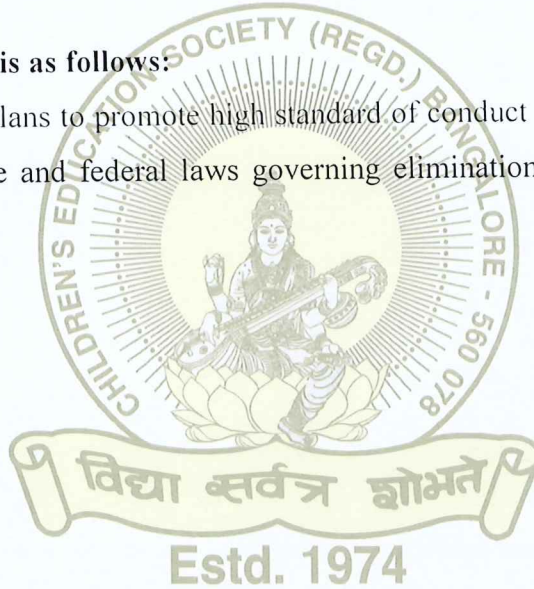 is as follows:
lans to promote high standard of conduct
e and federal laws governing elimination
CHILDREN'S EDUCATION SOCIETY (REGD.) BANGALORE - 560 078
विद्या सर्वत्र शोभते
Estd. 1974